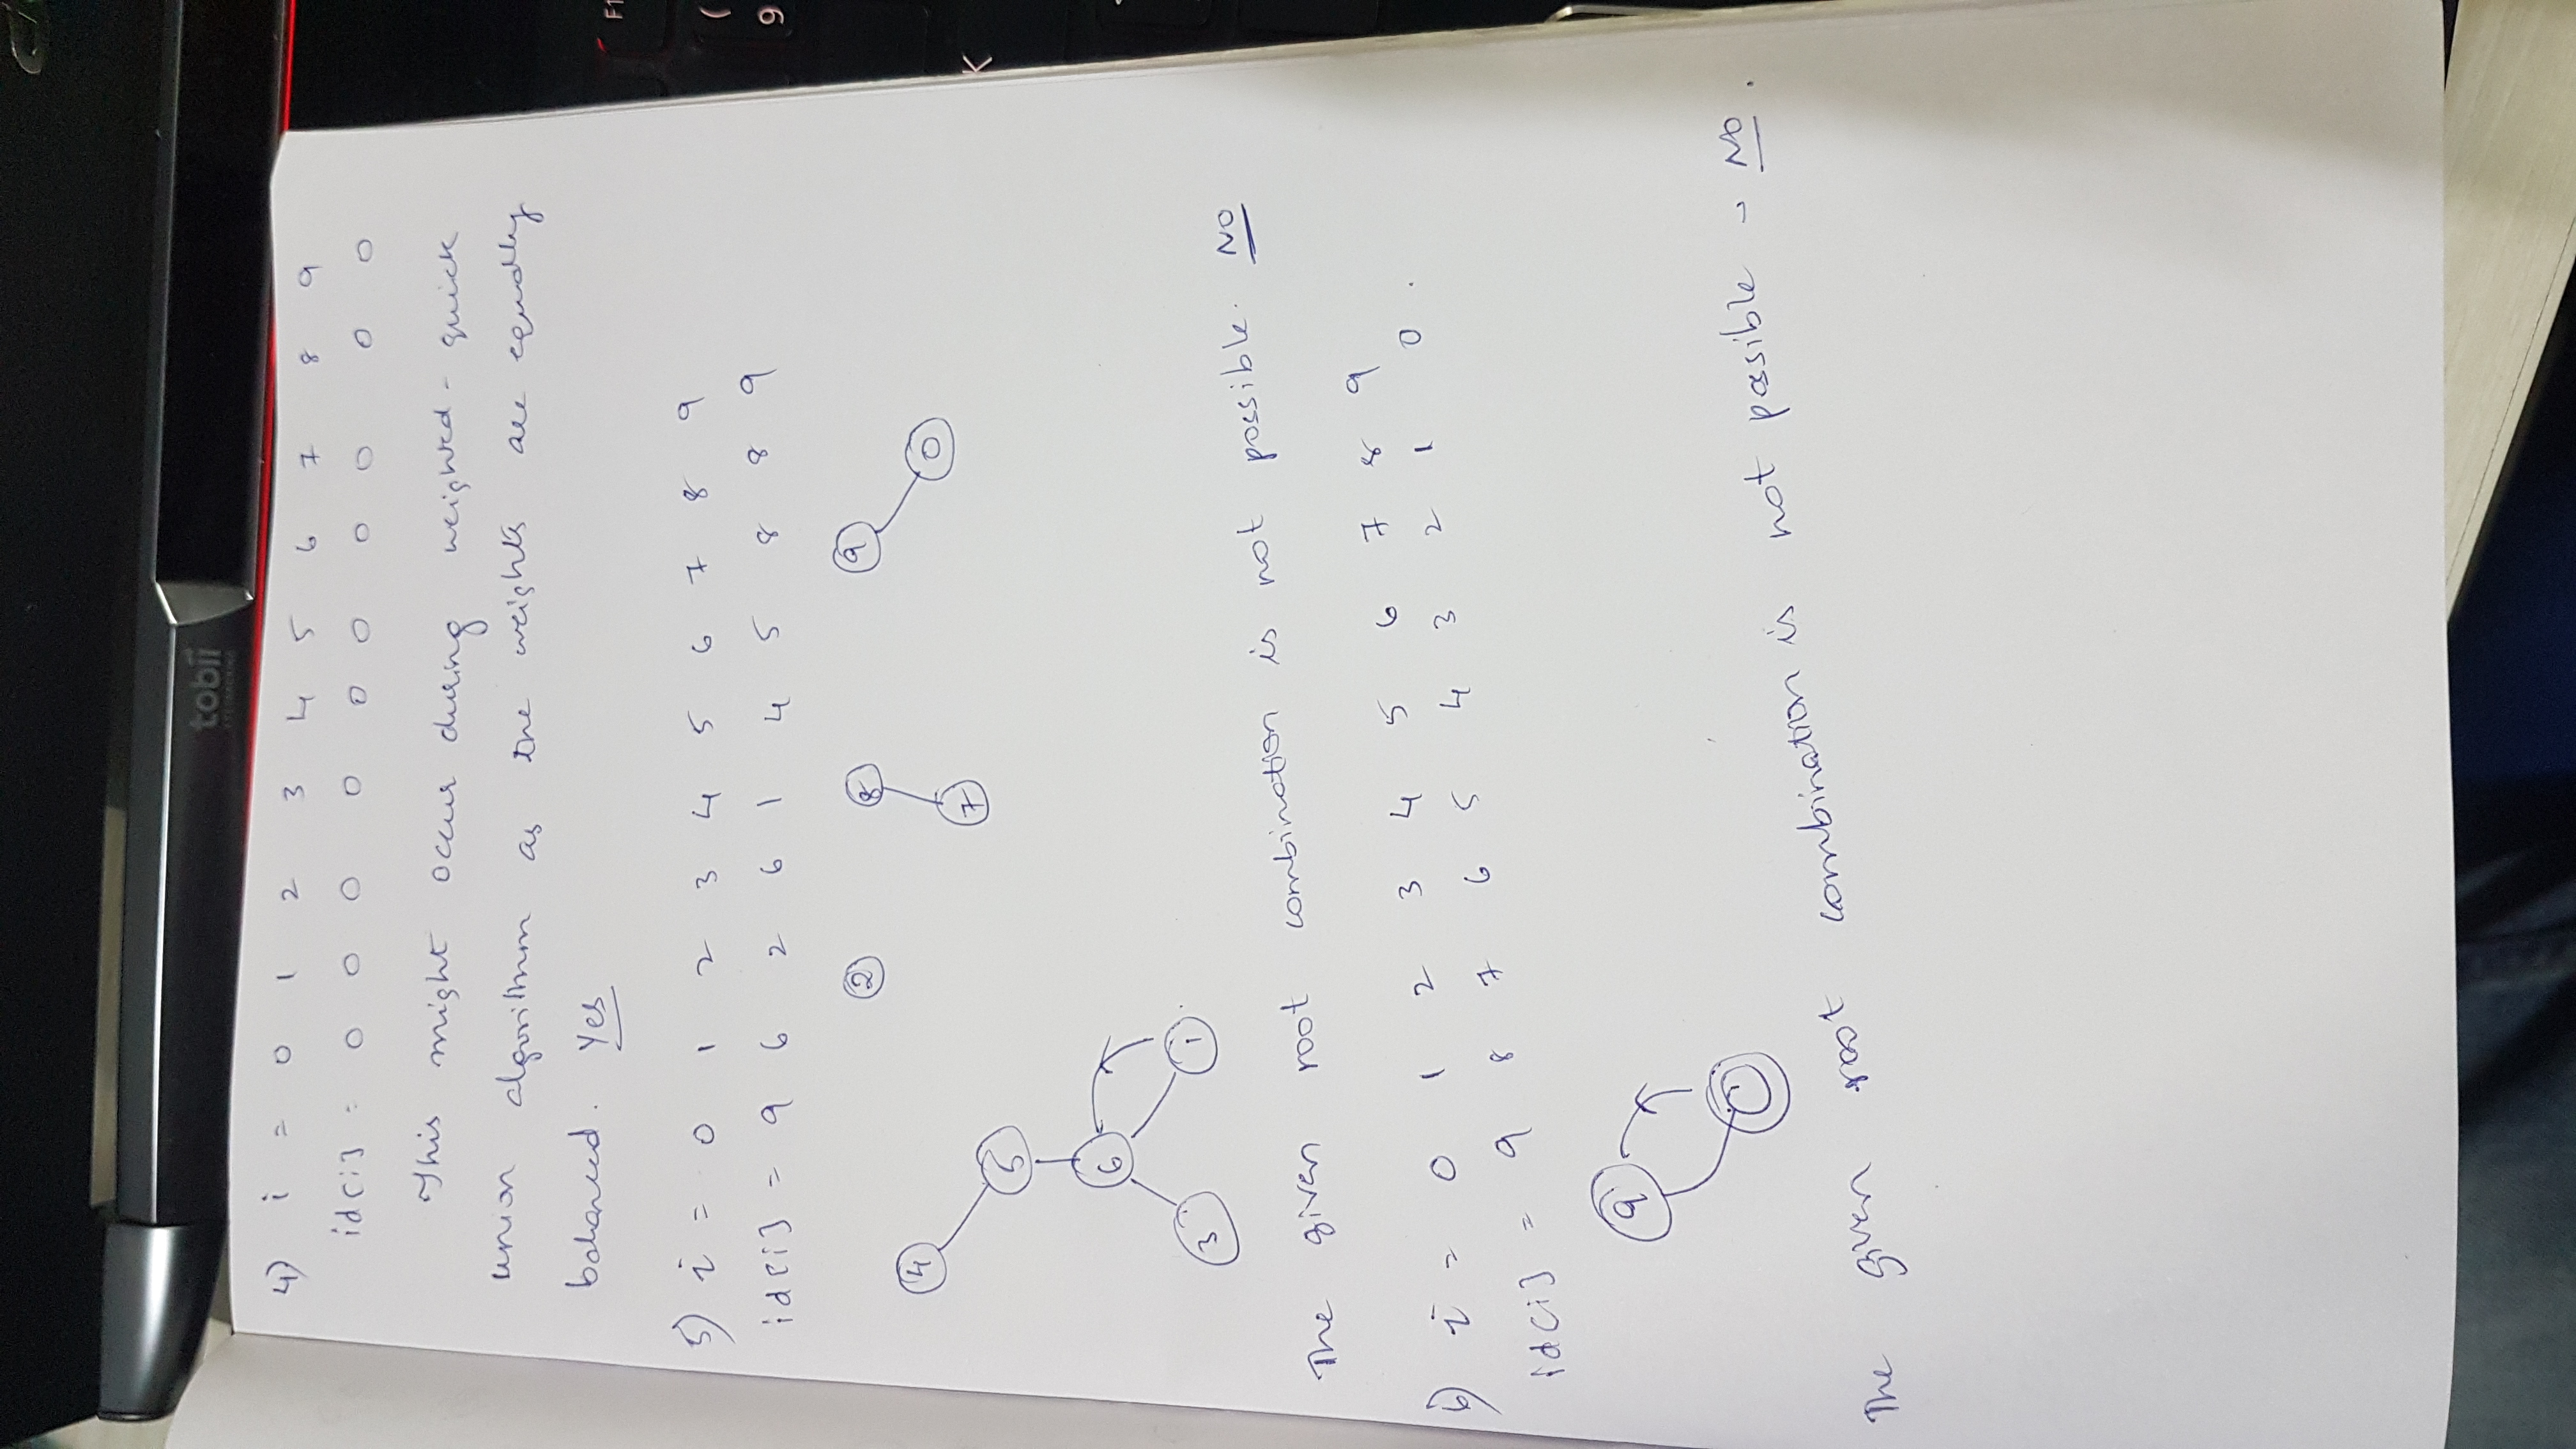 tobii
EYETRACKING
4) i = 0 1 2 3 4 5 6 7 8 9
id[i] = 0 0 0 0 0 0 0 0 0 0
This might occur during weighted - quick
union algorithm as the weights are equally
balanced. Yes
5) i = 0 1 2 3 4 5 6 7 8 9
id[i] = 9 6 2 6 1 4 5 8 8 9
2 8 9
4
0
7
5
6
3 1
The given root combination is not possible. NO
6) i = 0 1 2 3 4 5 6 7 8 9
id[i] = 9 8 7 6 5 4 3 2 1 0 .
9
The given root combination is not possible - NO .
F1
(
9
K